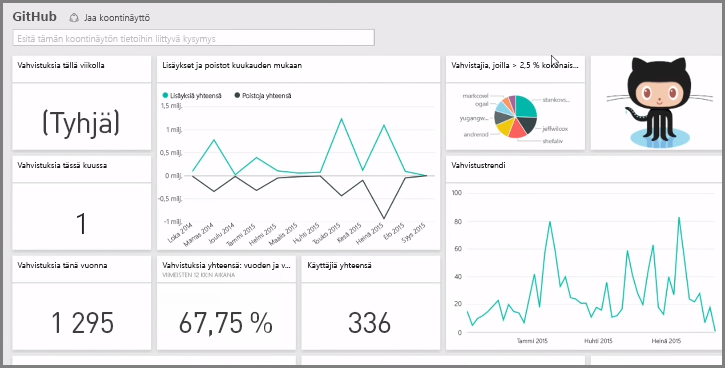 GitHub
Jaa koontinäyttö
Esitä tämän koontinäytön tietoihin liittyvä kysymys
Vahvistuksia tällä viikolla
(Tyhjä)
Lisäykset ja poistot kuukauden mukaan
Lisäyksiä yhteensä
Poistoja yhteensä
1,5 milj.
1 milj.
0,5 milj.
0 milj.
-0,5 milj.
-1 milj.
Loka 2014
Marras 2014
Joulu 2014
Tammi 2015
Helmi 2015
Maalis 2015
Huhti 2015
Touko 2015
Kesä 2015
Heinä 2015
Elo 2015
Syys 2015
Vahvistajia, joilla > 2,5 % kokonais...
markcowl
ogail
yugangw...
andrerod
stankovs...
jeffwilcox
shefaliv
Vahvistuksia tässä kuussa
1
Vahvistustrendi
100
80
60
40
20
0
Tammi 2015
Huhti 2015
Heinä 2015
Vahvistuksia tänä vuonna
1 295
Vahvistuksia yhteensä: vuoden ja v...
VIIMEISTEN 12 KK:N AIKANA
67,75 %
Käyttäjiä yhteensä
336